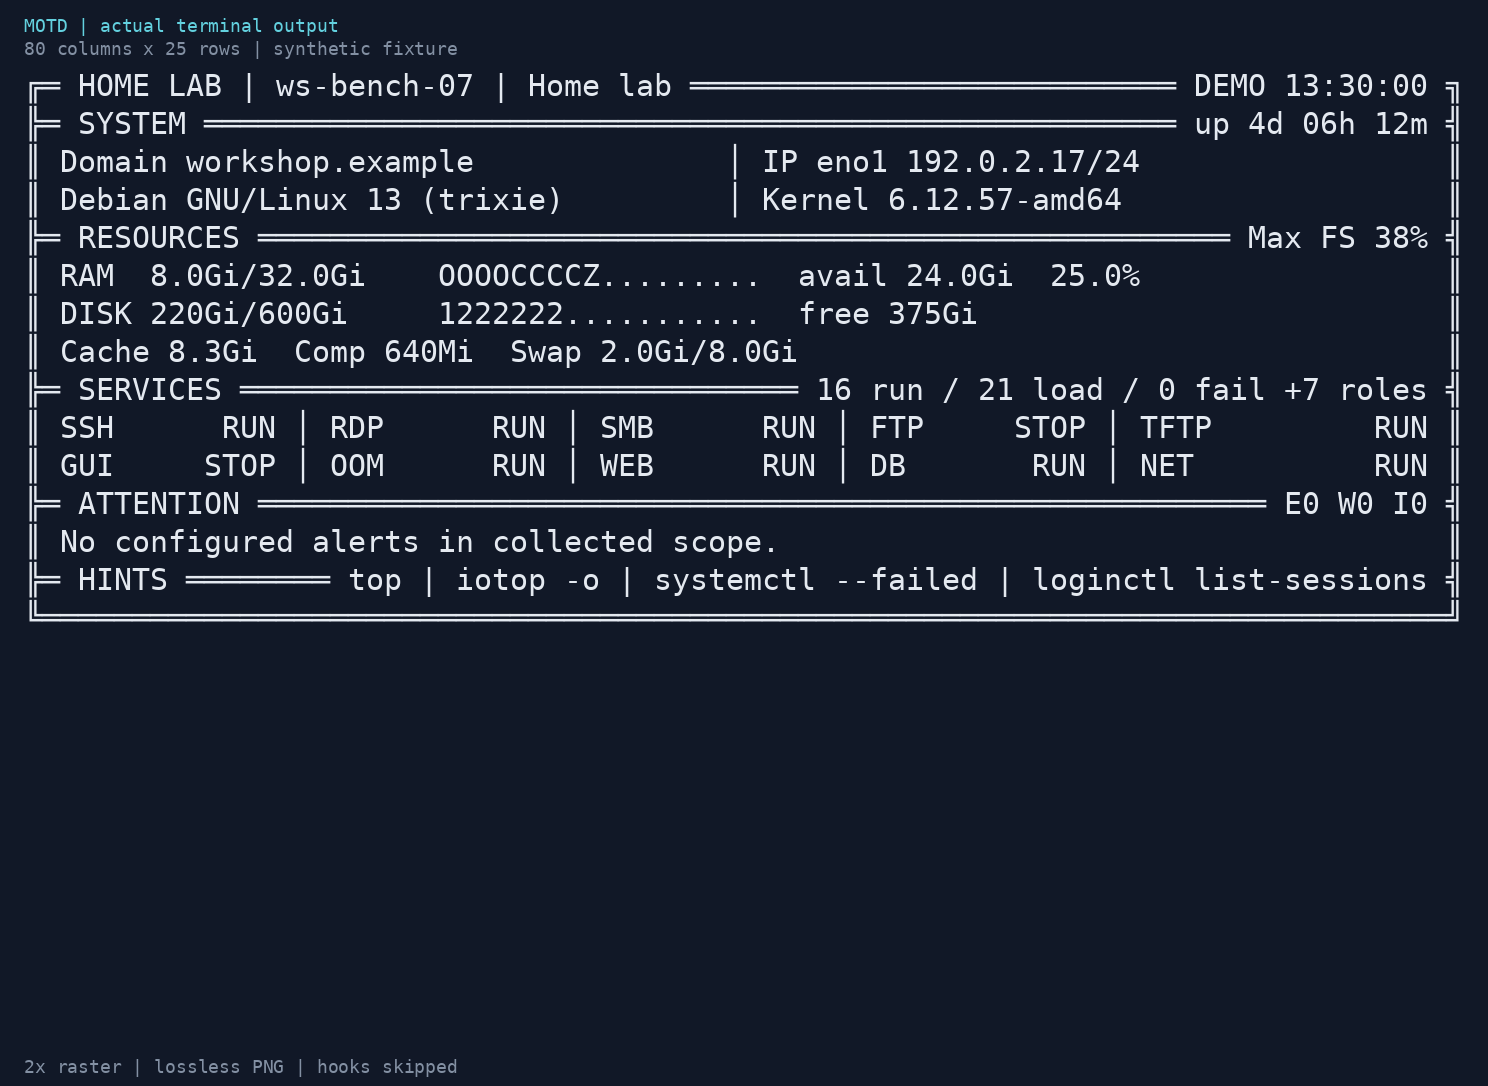 MOTD | actual terminal output
80 columns x 25 rows | synthetic fixture
╔═ HOME LAB | ws-bench-07 | Home lab ═══════════════════════════ DEMO 13:30:00 ╗
╠═ SYSTEM ══════════════════════════════════════════════════════ up 4d 06h 12m ╣
║ Domain workshop.example              │ IP eno1 192.0.2.17/24                 ║
║ Debian GNU/Linux 13 (trixie)         │ Kernel 6.12.57-amd64                  ║
╠═ RESOURCES ══════════════════════════════════════════════════════ Max FS 38% ╣
║ RAM  8.0Gi/32.0Gi    OOOOCCCCZ.........  avail 24.0Gi  25.0%                 ║
║ DISK 220Gi/600Gi     1222222...........  free 375Gi                          ║
║ Cache 8.3Gi  Comp 640Mi  Swap 2.0Gi/8.0Gi                                    ║
╠═ SERVICES ═══════════════════════════════ 16 run / 21 load / 0 fail +7 roles ╣
║ SSH      RUN │ RDP      RUN │ SMB      RUN │ FTP     STOP │ TFTP         RUN ║
║ GUI     STOP │ OOM      RUN │ WEB      RUN │ DB       RUN │ NET          RUN ║
╠═ ATTENTION ════════════════════════════════════════════════════════ E0 W0 I0 ╣
║ No configured alerts in collected scope.                                     ║
╠═ HINTS ════════ top | iotop -o | systemctl --failed | loginctl list-sessions ╣
╚══════════════════════════════════════════════════════════════════════════════╝
2x raster | lossless PNG | hooks skipped